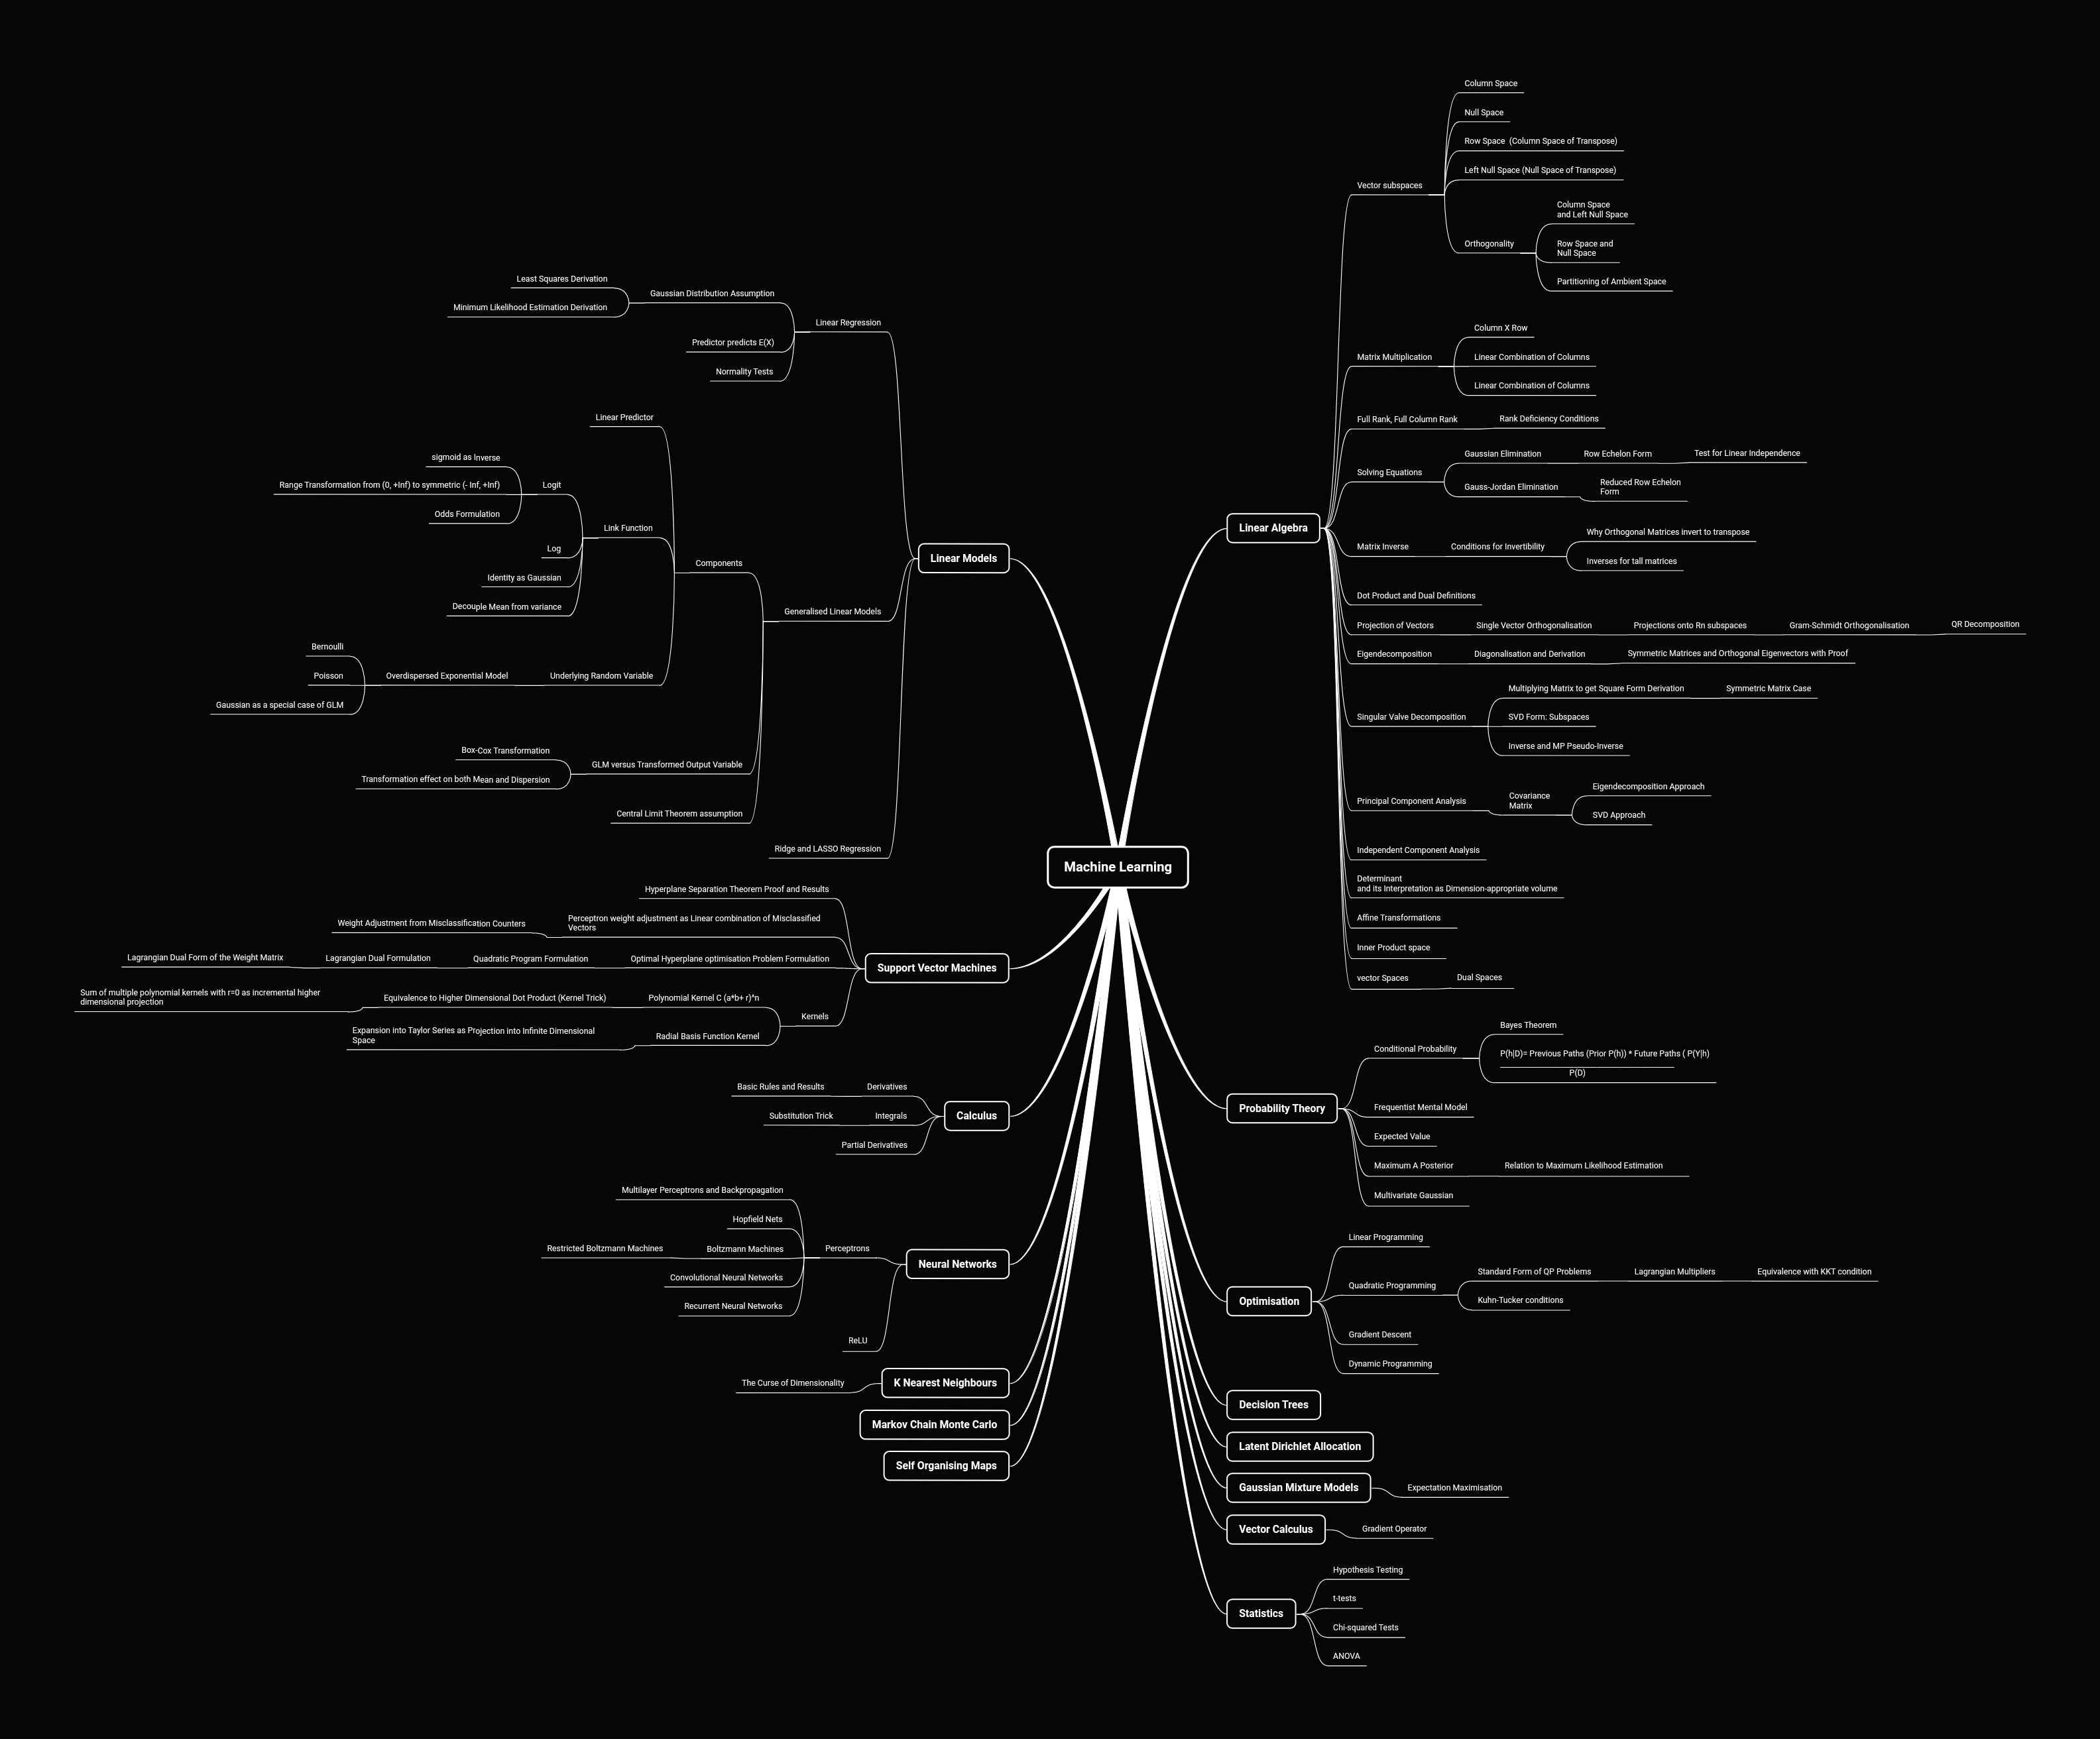 Machine Learning
Linear Algebra
Vector subspaces
Column Space
Null Space
Row Space (Column Space of Transpose)
Left Null Space (Null Space of Transpose)
Orthogonality
Column Space
and Left Null Space
Row Space and
Null Space
Partitioning of Ambient Space
Matrix Multiplication
Column X Row
Linear Combination of Columns
Linear Combination of Columns
Full Rank, Full Column Rank
Rank Deficiency Conditions
Solving Equations
Gaussian Elimination
Row Echelon Form
Test for Linear Independence
Gauss-Jordan Elimination
Reduced Row Echelon
Form
Matrix Inverse
Conditions for Invertibility
Why Orthogonal Matrices invert to transpose
Inverses for tall matrices
Dot Product and Dual Definitions
Projection of Vectors
Single Vector Orthogonalisation
Projections onto Rn subspaces
Gram-Schmidt Orthogonalisation
QR Decomposition
Eigendecomposition
Diagonalisation and Derivation
Symmetric Matrices and Orthogonal Eigenvectors with Proof
Singular Valve Decomposition
Multiplying Matrix to get Square Form Derivation
Symmetric Matrix Case
SVD Form: Subspaces
Inverse and MP Pseudo-Inverse
Principal Component Analysis
Covariance
Matrix
Eigendecomposition Approach
SVD Approach
Independent Component Analysis
Determinant
and its Interpretation as Dimension-appropriate volume
Affine Transformations
Inner Product space
vector Spaces
Dual Spaces
Probability Theory
Conditional Probability
Bayes Theorem
P(h|D)= Previous Paths (Prior P(h)) * Future Paths ( P(Y|h)
P(D)
Frequentist Mental Model
Expected Value
Maximum A Posterior
Relation to Maximum Likelihood Estimation
Multivariate Gaussian
Optimisation
Linear Programming
Quadratic Programming
Standard Form of QP Problems
Lagrangian Multipliers
Equivalence with KKT condition
Kuhn-Tucker conditions
Gradient Descent
Dynamic Programming
Decision Trees
Latent Dirichlet Allocation
Gaussian Mixture Models
Expectation Maximisation
Vector Calculus
Gradient Operator
Statistics
Hypothesis Testing
t-tests
Chi-squared Tests
ANOVA
Linear Models
Linear Regression
Gaussian Distribution Assumption
Least Squares Derivation
Minimum Likelihood Estimation Derivation
Predictor predicts E(X)
Normality Tests
Generalised Linear Models
Components
Linear Predictor
Link Function
Logit
sigmoid as Inverse
Range Transformation from (0, +Inf) to symmetric (- Inf, +Inf)
Odds Formulation
Log
Identity as Gaussian
Decouple Mean from variance
Underlying Random Variable
Overdispersed Exponential Model
Bernoulli
Poisson
Gaussian as a special case of GLM
GLM versus Transformed Output Variable
Box-Cox Transformation
Transformation effect on both Mean and Dispersion
Central Limit Theorem assumption
Ridge and LASSO Regression
Support Vector Machines
Hyperplane Separation Theorem Proof and Results
Perceptron weight adjustment as Linear combination of Misclassified
Vectors
Weight Adjustment from Misclassification Counters
Optimal Hyperplane optimisation Problem Formulation
Quadratic Program Formulation
Lagrangian Dual Formulation
Lagrangian Dual Form of the Weight Matrix
Kernels
Polynomial Kernel C (a*b+ r)^n
Equivalence to Higher Dimensional Dot Product (Kernel Trick)
Sum of multiple polynomial kernels with r=0 as incremental higher
dimensional projection
Radial Basis Function Kernel
Expansion into Taylor Series as Projection into Infinite Dimensional
Space
Calculus
Derivatives
Basic Rules and Results
Integrals
Substitution Trick
Partial Derivatives
Neural Networks
Perceptrons
Multilayer Perceptrons and Backpropagation
Hopfield Nets
Boltzmann Machines
Restricted Boltzmann Machines
Convolutional Neural Networks
Recurrent Neural Networks
ReLU
K Nearest Neighbours
The Curse of Dimensionality
Markov Chain Monte Carlo
Self Organising Maps